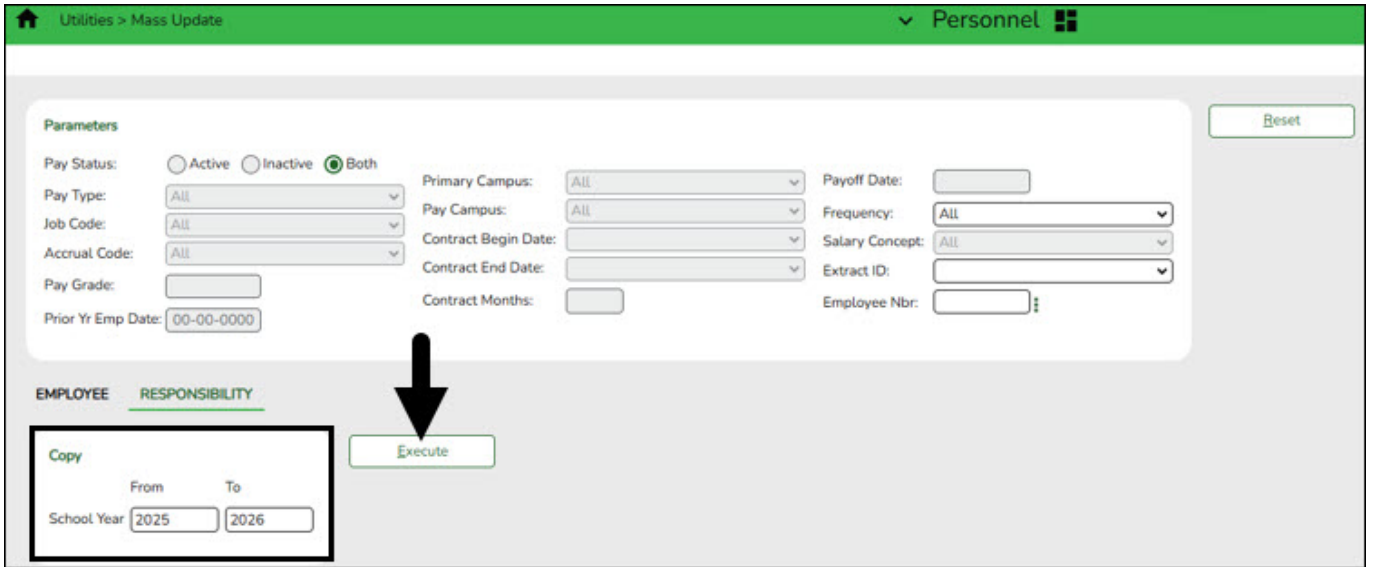 Utilities > Mass Update
Personnel
Parameters
Reset
Pay Status: Active Inactive Both
Pay Type: All
Job Code: All
Accrual Code: All
Pay Grade:
Prior Yr Emp Date: 00-00-0000
Primary Campus: All
Pay Campus: All
Contract Begin Date:
Contract End Date:
Contract Months:
Payoff Date:
Frequency: All
Salary Concept: All
Extract ID:
Employee Nbr:
EMPLOYEE RESPONSIBILITY
Copy
From To
School Year 2025 2026
Execute